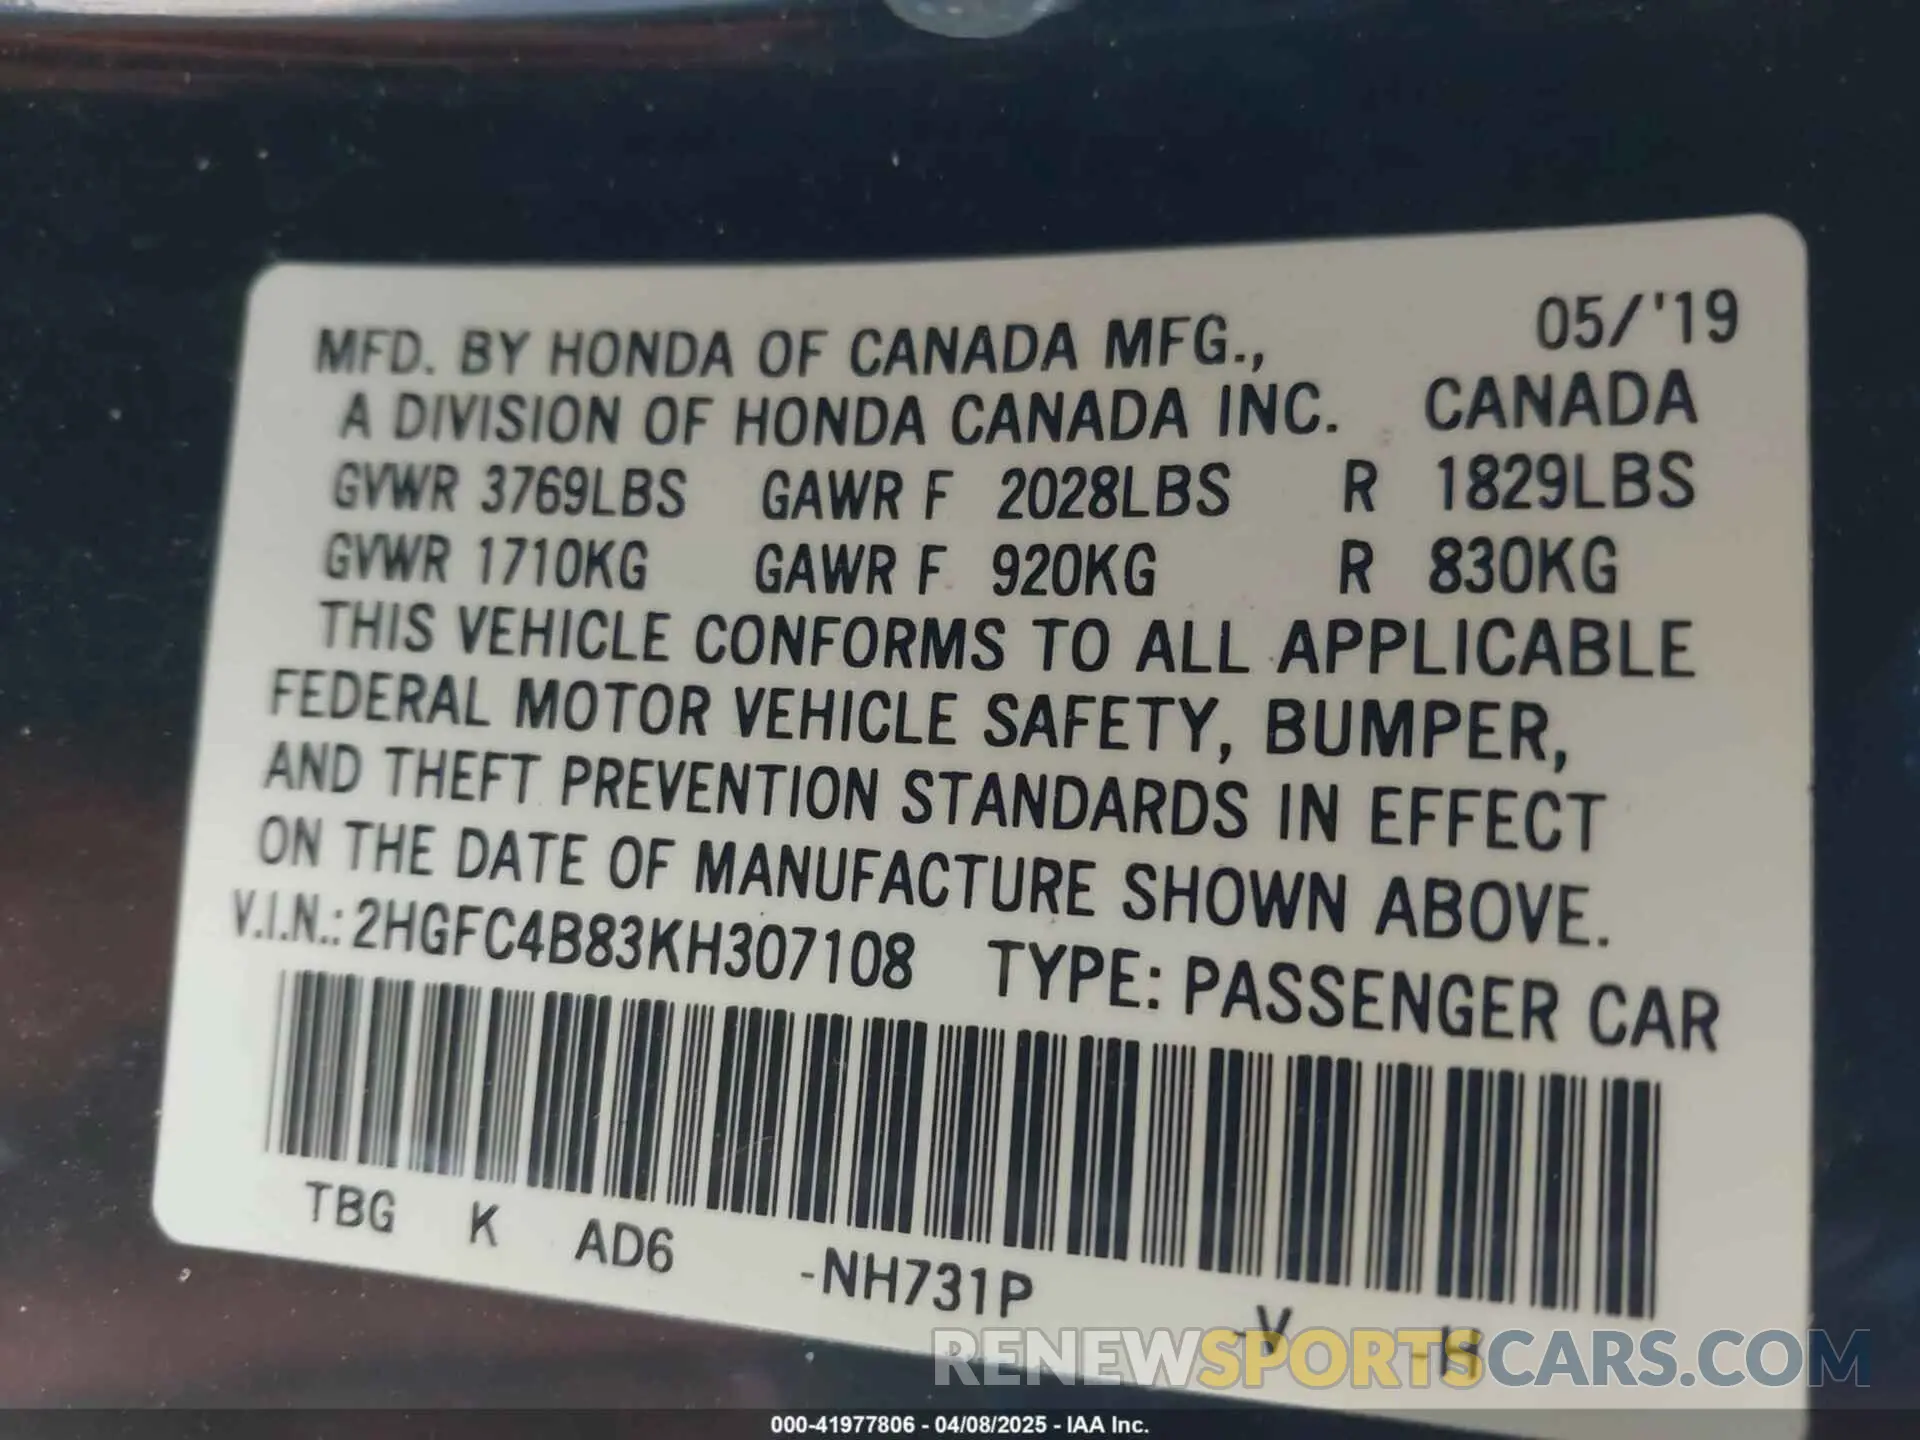 MFD. BY HONDA OF CANADA MFG., 05/'19
A DIVISION OF HONDA CANADA INC. CANADA
GVWR 3769LBS GAWR F 2028LBS R 1829LBS
GVWR 1710KG GAWR F 920KG R 830KG
THIS VEHICLE CONFORMS TO ALL APPLICABLE
FEDERAL MOTOR VEHICLE SAFETY, BUMPER,
AND THEFT PREVENTION STANDARDS IN EFFECT
ON THE DATE OF MANUFACTURE SHOWN ABOVE.
V.I.N.: 2HGFC4B83KH307108 TYPE: PASSENGER CAR
TBG K AD6 -NH731P -V -H
RENEWSPORTSCARS.COM
000-41977806 - 04/08/2025 - IAA Inc.